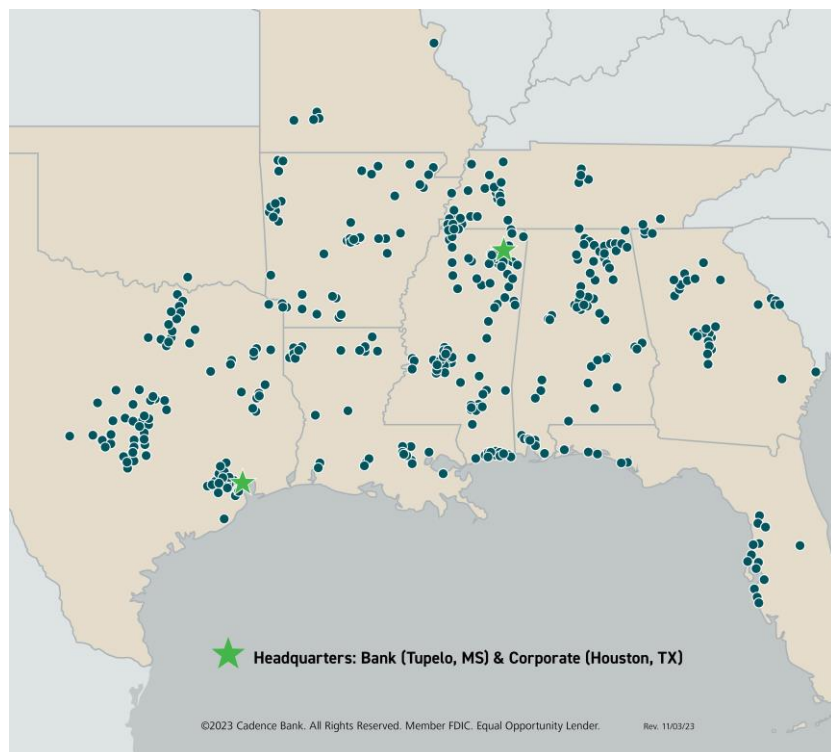 Headquarters: Bank (Tupelo, MS) & Corporate (Houston, TX)
©2023 Cadence Bank. All Rights Reserved. Member FDIC. Equal Opportunity Lender. Rev. 11/03/23